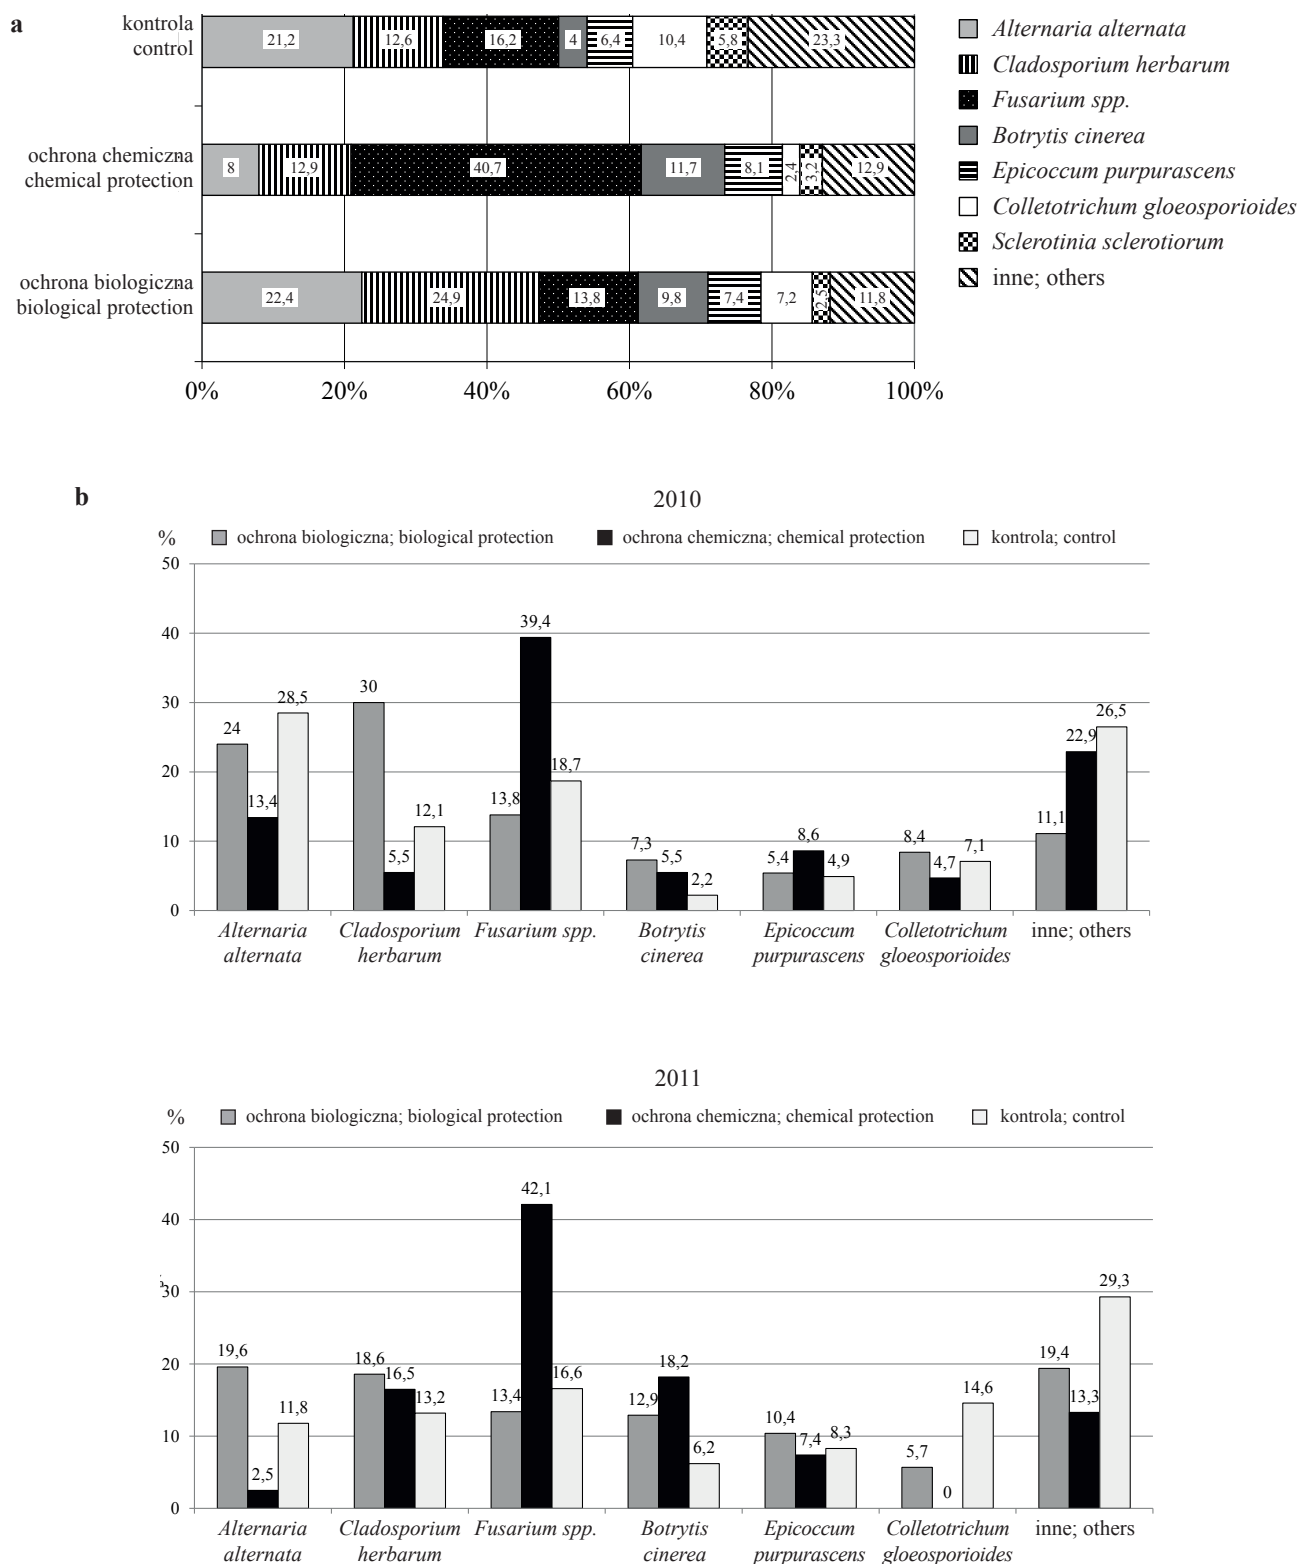 a
kontrola
control
21,2 12,6 16,2 4 6,4 10,4 5,8 23,3
ochrona chemiczna
chemical protection
8 12,9 40,7 11,7 8,1 2,4 3,2 12,9
ochrona biologiczna
biological protection
22,4 24,9 13,8 9,8 7,4 7,2 2,5 11,8
0% 20% 40% 60% 80% 100%
Alternaria alternata
Cladosporium herbarum
Fusarium spp.
Botrytis cinerea
Epicoccum purpurascens
Colletotrichum gloeosporioides
Sclerotinia sclerotiorum
inne; others
b
2010
% ochrona biologiczna; biological protection ochrona chemiczna; chemical protection kontrola; control
50
40
30
20
10
0
24 13,4 28,5
30 5,5 12,1
13,8 39,4 18,7
7,3 5,5 2,2
5,4 8,6 4,9
8,4 4,7 7,1
11,1 22,9 26,5
Alternaria
alternata
Cladosporium
herbarum
Fusarium spp.
Botrytis
cinerea
Epicoccum
purpurascens
Colletotrichum
gloeosporioides
inne; others
2011
% ochrona biologiczna; biological protection ochrona chemiczna; chemical protection kontrola; control
50
40
30
20
10
0
19,6 2,5 11,8
18,6 16,5 13,2
13,4 42,1 16,6
12,9 18,2 6,2
10,4 7,4 8,3
5,7 0 14,6
19,4 13,3 29,3
Alternaria
alternata
Cladosporium
herbarum
Fusarium spp.
Botrytis
cinerea
Epicoccum
purpurascens
Colletotrichum
gloeosporioides
inne; others